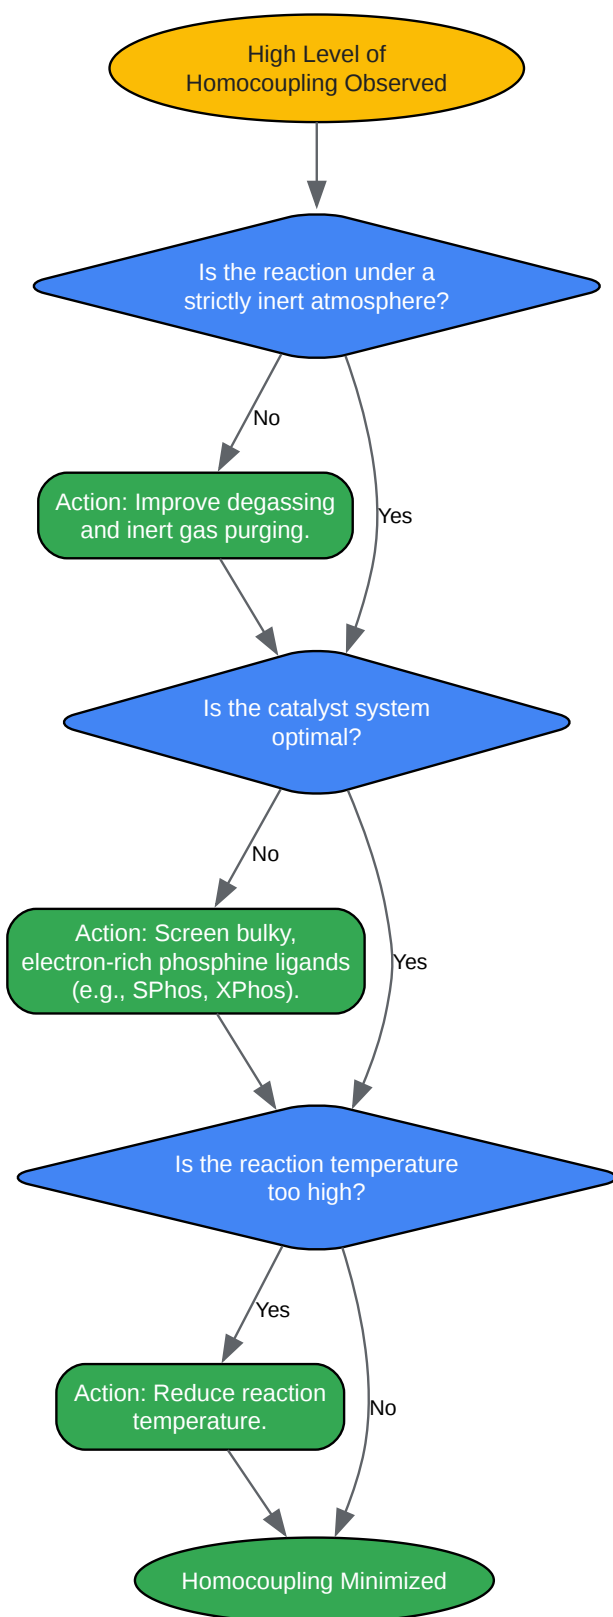 High Level of
Homocoupling Observed
Is the reaction under a
strictly inert atmosphere?
No
Action: Improve degassing
and inert gas purging.
Yes
Is the catalyst system
optimal?
No
Action: Screen bulky,
electron-rich phosphine ligands
(e.g., SPhos, XPhos).
Yes
Is the reaction temperature
too high?
Yes
Action: Reduce reaction
temperature.
No
Homocoupling Minimized